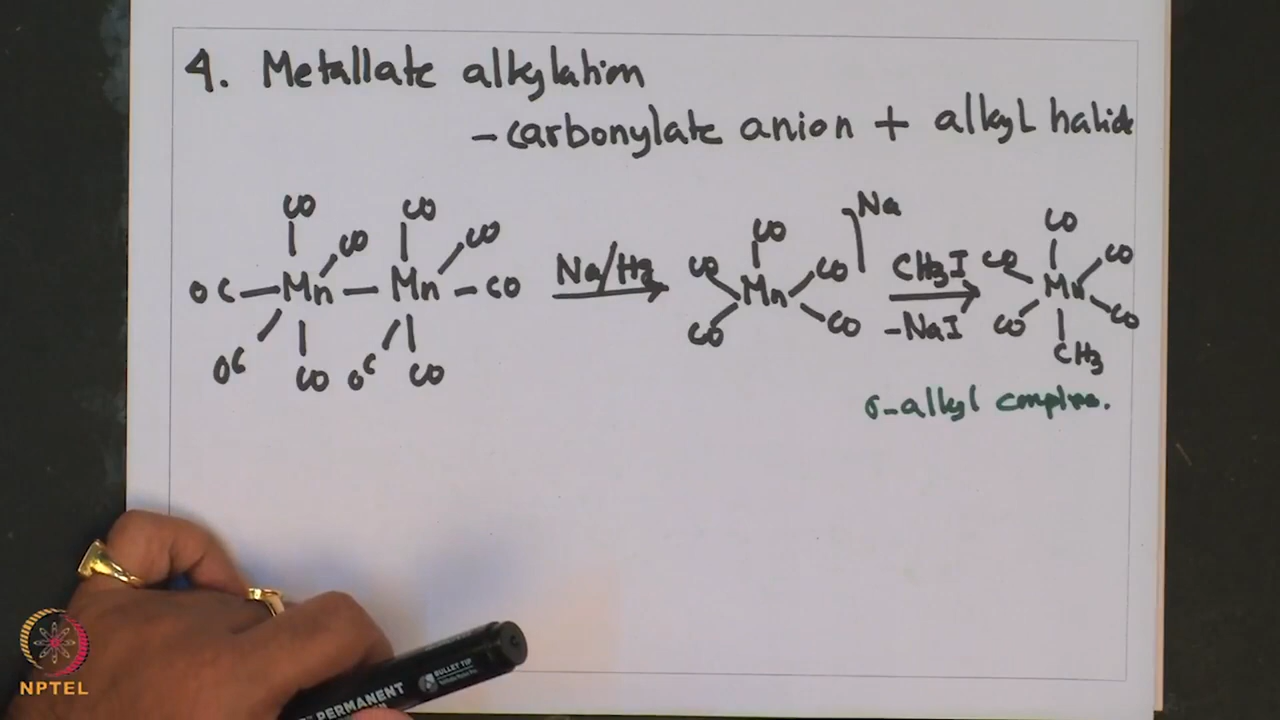 4. Metallate alkylation
- carbonylate anion + alkyl halide
CO CO
CO CO
OC Mn Mn CO
OC CO OC CO
Na/Hg
Na
CO
CO CO
Mn
CO CO
CH3I
-NaI
CO
CO CO
Mn
CO CO
CH3
σ-alkyl complex.
NPTEL
PERMANENT
BULLET TIP